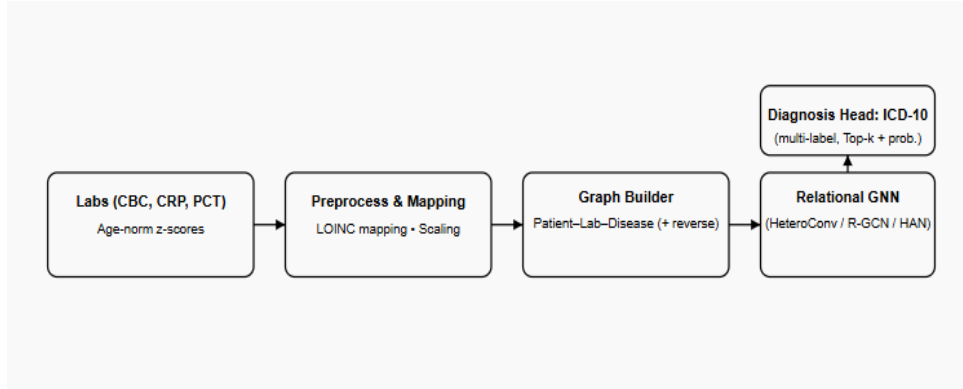 Diagnosis Head: ICD-10
(multi-label, Top-k + prob.)
Labs (CBC, CRP, PCT)
Age-norm z-scores
Preprocess & Mapping
LOINC mapping • Scaling
Graph Builder
Patient–Lab–Disease (+ reverse)
Relational GNN
(HeteroConv / R-GCN / HAN)